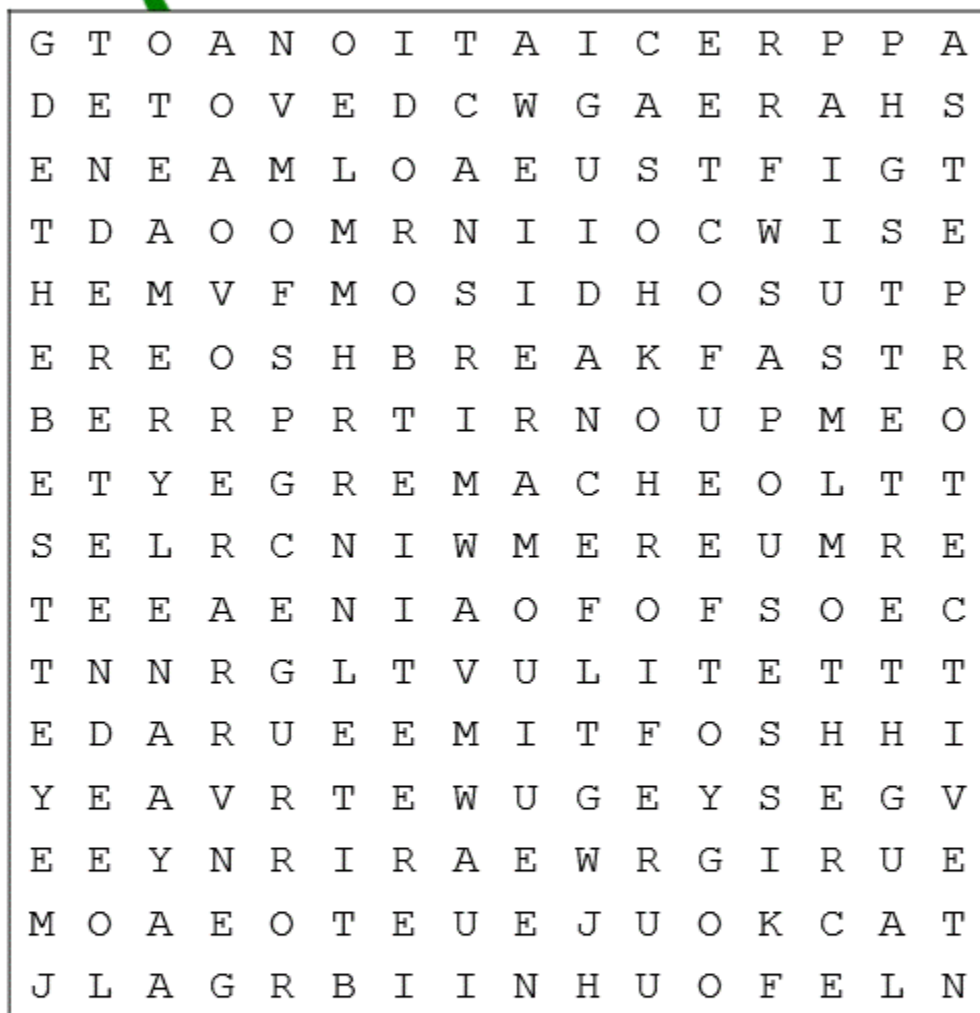 G T O A N O I T A I C E R P P A
D E T O V E D C W G A E R A H S
E N E A M L O A E U S T F I G T
T D A O O M R N I I O C W I S E
H E M V F M O S I D H O S U T P
E R E O S H B R E A K F A S T R
B E R R P R T I R N O U P M E O
E T Y E G R E M A C H E O L T T
S E L R C N I W M E R E U M R E
T E E A E N I A O F O F S O E C
T N N R G L T V U L I T E T T T
E D A R U E E M I T F O S H H I
Y E A V R T E W U G E Y S E G V
E E Y N R I R A E W R G I R U E
M O A E O T E U E J U O K C A T
J L A G R B I I N H U O F E L N